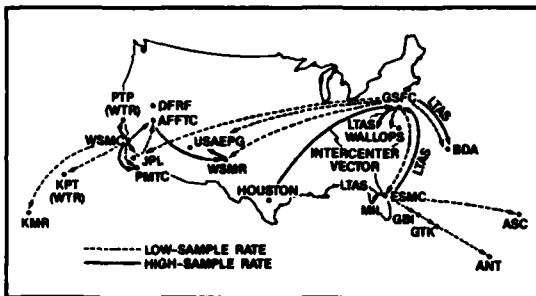 PTP
(WTR)
DFRF
AFFTC
WSMC
JPL
PMTC
KPT
(WTR)
KMR
USAEPG
WSMR
HOUSTON
GSFC
LTAS
WALLOPS
INTERCENTER
VECTOR
LTAS
BDA
LTAS
LTAS
ESMC
MIL
GBI
GTK
ASC
ANT
LOW-SAMPLE RATE
HIGH-SAMPLE RATE